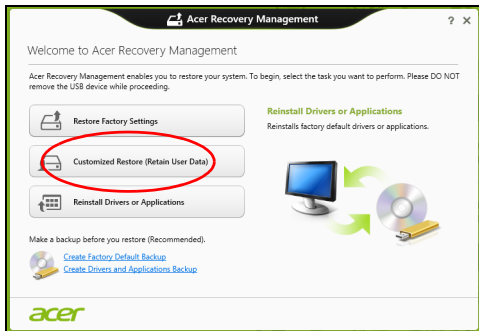 Acer Recovery Management
? ×
Welcome to Acer Recovery Management
Acer Recovery Management enables you to restore your system. To begin, select the task you want to perform. Please DO NOT
remove the USB device while proceeding.
Restore Factory Settings
Customized Restore (Retain User Data)
Reinstall Drivers or Applications
Reinstall Drivers or Applications
Reinstalls factory default drivers or applications.
Make a backup before you restore (Recommended).
Create Factory Default Backup
Create Drivers and Applications Backup
acer